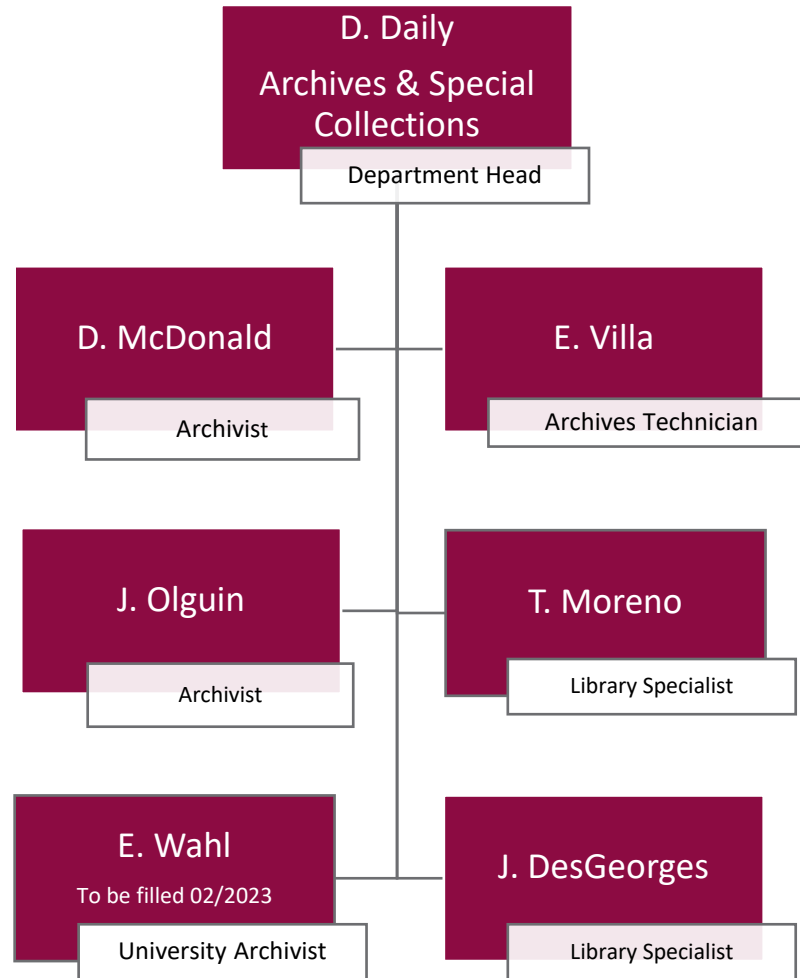 D. Daily
Archives & Special
Collections
Department Head
D. McDonald
Archivist
E. Villa
Archives Technician
J. Olguin
Archivist
T. Moreno
Library Specialist
E. Wahl
To be filled 02/2023
University Archivist
J. DesGeorges
Library Specialist